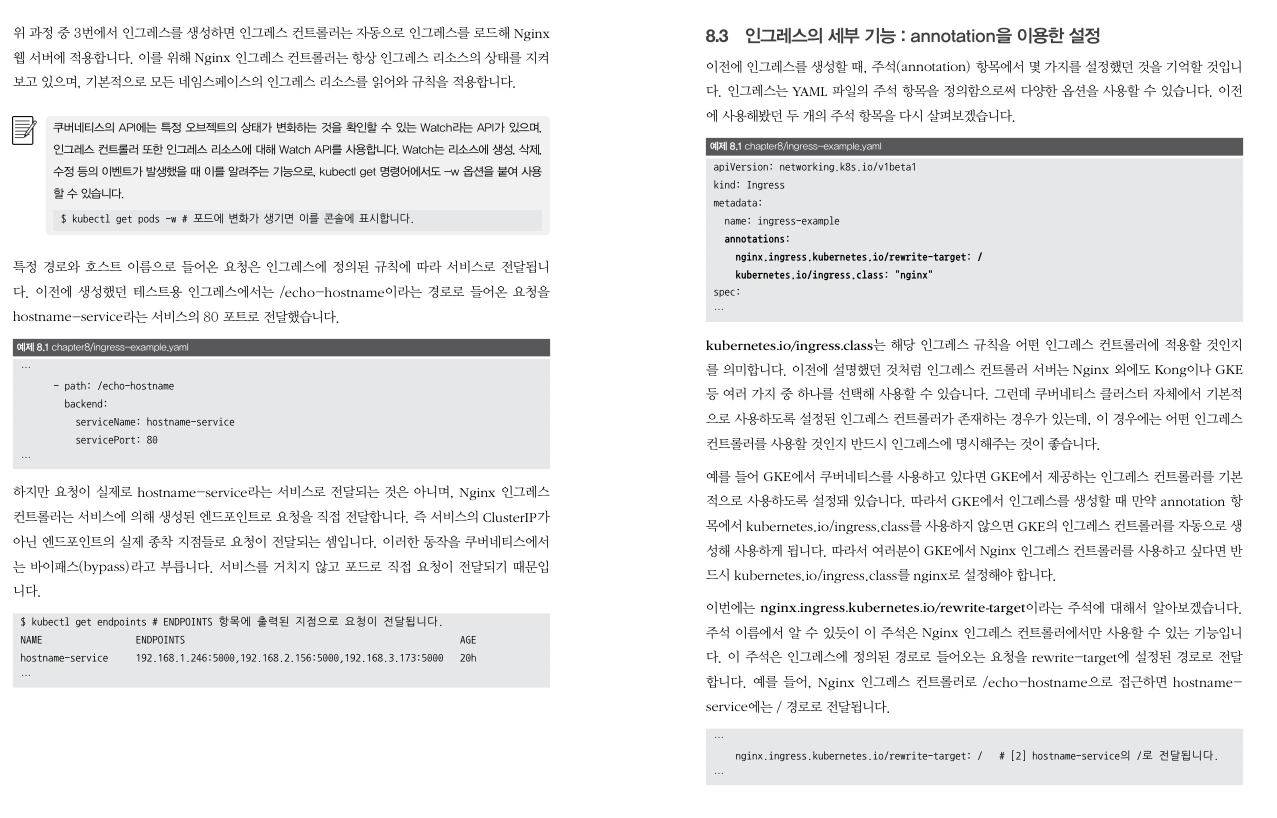 위 과정 중 3번에서 인그레스를 생성하면 인그레스 컨트롤러는 자동으로 인그레스를 로드해 Nginx
웹 서버에 적용합니다. 이를 위해 Nginx 인그레스 컨트롤러는 항상 인그레스 리소스의 상태를 지켜
보고 있으며, 기본적으로 모든 네임스페이스의 인그레스 리소스를 읽어와 규칙을 적용합니다.
쿠버네티스의 API에는 특정 오브젝트의 상태가 변화하는 것을 확인할 수 있는 Watch라는 API가 있으며,
인그레스 컨트롤러 또한 인그레스 리소스에 대해 Watch API를 사용합니다. Watch는 리소스에 생성, 삭제,
수정 등의 이벤트가 발생했을 때 이를 알려주는 기능으로, kubectl get 명령어에서도 -w 옵션을 붙여 사용
할 수 있습니다.
$ kubectl get pods -w # 포드에 변화가 생기면 이를 콘솔에 표시합니다.
특정 경로와 호스트 이름으로 들어온 요청은 인그레스에 정의된 규칙에 따라 서비스로 전달됩니
다. 이전에 생성했던 테스트용 인그레스에서는 /echo-hostname이라는 경로로 들어온 요청을
hostname-service라는 서비스의 80 포트로 전달했습니다.
예제 8.1 chapter8/ingress-example.yaml
...
- path: /echo-hostname
backend:
serviceName: hostname-service
servicePort: 80
...
하지만 요청이 실제로 hostname-service라는 서비스로 전달되는 것은 아니며, Nginx 인그레스
컨트롤러는 서비스에 의해 생성된 엔드포인트로 요청을 직접 전달합니다. 즉 서비스의 ClusterIP가
아닌 엔드포인트의 실제 종착 지점들로 요청이 전달되는 셈입니다. 이러한 동작을 쿠버네티스에서
는 바이패스(bypass)라고 부릅니다. 서비스를 거치지 않고 포드로 직접 요청이 전달되기 때문입
니다.
$ kubectl get endpoints # ENDPOINTS 항목에 출력된 지점으로 요청이 전달됩니다.
NAME ENDPOINTS AGE
hostname-service 192.168.1.246:5000,192.168.2.156:5000,192.168.3.173:5000 20h
...
8.3 인그레스의 세부 기능 : annotation을 이용한 설정
이전에 인그레스를 생성할 때, 주석(annotation) 항목에서 몇 가지를 설정했던 것을 기억할 것입니
다. 인그레스는 YAML 파일의 주석 항목을 정의함으로써 다양한 옵션을 사용할 수 있습니다. 이전
에 사용해봤던 두 개의 주석 항목을 다시 살펴보겠습니다.
예제 8.1 chapter8/ingress-example.yaml
apiVersion: networking.k8s.io/v1beta1
kind: Ingress
metadata:
name: ingress-example
annotations:
nginx.ingress.kubernetes.io/rewrite-target: /
kubernetes.io/ingress.class: "nginx"
spec:
...
kubernetes.io/ingress.class는 해당 인그레스 규칙을 어떤 인그레스 컨트롤러에 적용할 것인지
를 의미합니다. 이전에 설명했던 것처럼 인그레스 컨트롤러 서버는 Nginx 외에도 Kong이나 GKE
등 여러 가지 중 하나를 선택해 사용할 수 있습니다. 그런데 쿠버네티스 클러스터 자체에서 기본적
으로 사용하도록 설정된 인그레스 컨트롤러가 존재하는 경우가 있는데, 이 경우에는 어떤 인그레스
컨트롤러를 사용할 것인지 반드시 인그레스에 명시해주는 것이 좋습니다.
예를 들어 GKE에서 쿠버네티스를 사용하고 있다면 GKE에서 제공하는 인그레스 컨트롤러를 기본
적으로 사용하도록 설정돼 있습니다. 따라서 GKE에서 인그레스를 생성할 때 만약 annotation 항
목에서 kubernetes.io/ingress.class를 사용하지 않으면 GKE의 인그레스 컨트롤러를 자동으로 생
성해 사용하게 됩니다. 따라서 여러분이 GKE에서 Nginx 인그레스 컨트롤러를 사용하고 싶다면 반
드시 kubernetes.io/ingress.class를 nginx로 설정해야 합니다.
이번에는 nginx.ingress.kubernetes.io/rewrite-target이라는 주석에 대해서 알아보겠습니다.
주석 이름에서 알 수 있듯이 이 주석은 Nginx 인그레스 컨트롤러에서만 사용할 수 있는 기능입니
다. 이 주석은 인그레스에 정의된 경로로 들어오는 요청을 rewrite-target에 설정된 경로로 전달
합니다. 예를 들어, Nginx 인그레스 컨트롤러로 /echo-hostname으로 접근하면 hostname-
service에는 / 경로로 전달됩니다.
...
nginx.ingress.kubernetes.io/rewrite-target: / # [2] hostname-service의 /로 전달됩니다.
...